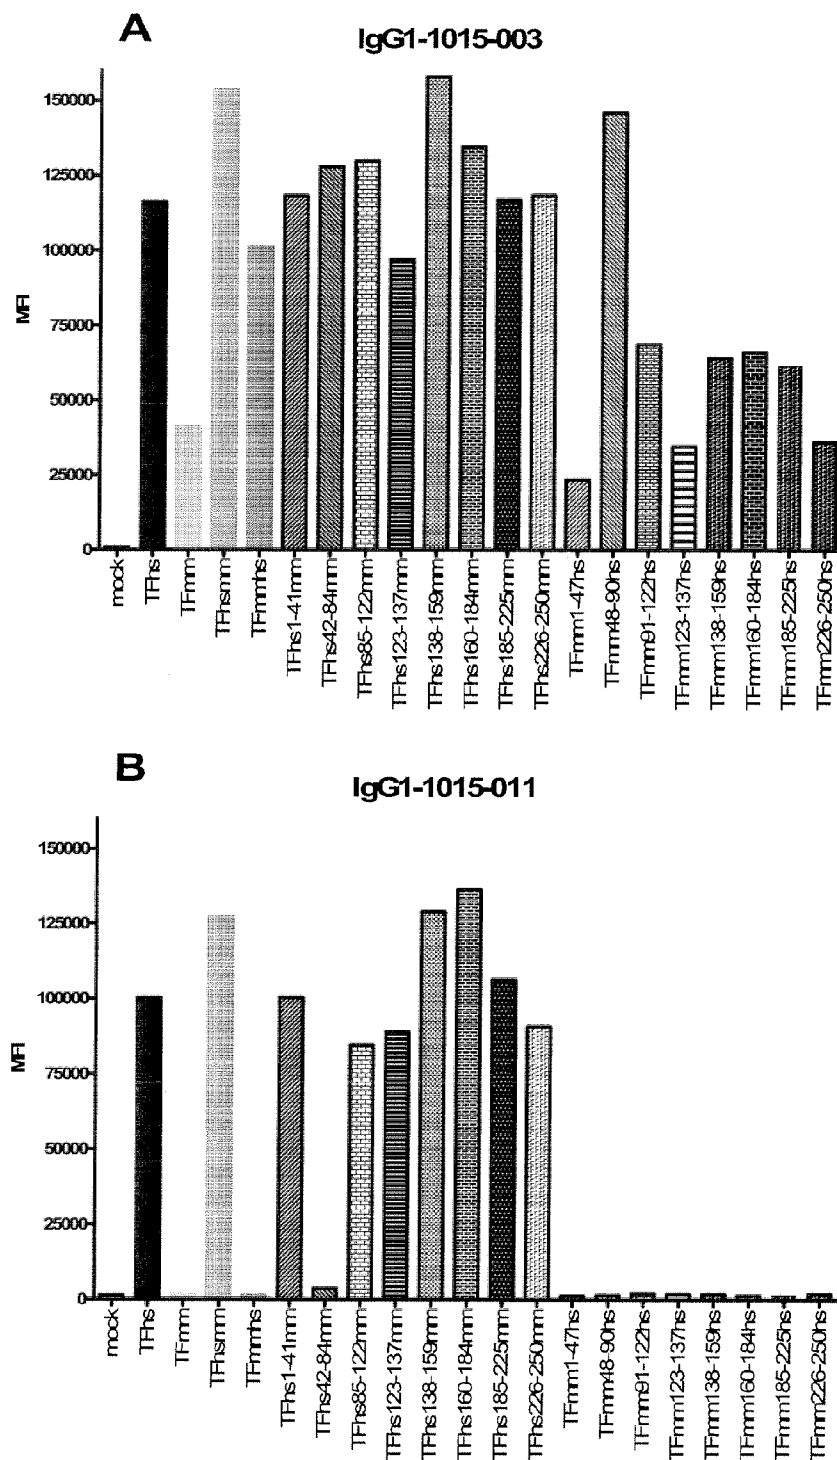 A
IgG1-1015-003
150000
125000
100000
75000
50000
25000
0
MFI
mock
TFhs
TFmm
TFhsmm
TFmmhs
TFhs1-41mm
TFhs42-84mm
TFhs85-122mm
TFhs123-137mm
TFhs138-159mm
TFhs160-184mm
TFhs185-225mm
TFhs226-250mm
TFmm1-47hs
TFmm48-90hs
TFmm91-122hs
TFmm123-137hs
TFmm138-159hs
TFmm160-184hs
TFmm185-225hs
TFmm226-250hs
B
IgG1-1015-011
150000
125000
100000
75000
50000
25000
0
MFI
mock
TFhs
TFmm
TFhsmm
TFmmhs
TFhs1-41mm
TFhs42-84mm
TFhs85-122mm
TFhs123-137mm
TFhs138-159mm
TFhs160-184mm
TFhs185-225mm
TFhs226-250mm
TFmm1-47hs
TFmm48-90hs
TFmm91-122hs
TFmm123-137hs
TFmm138-159hs
TFmm160-184hs
TFmm185-225hs
TFmm226-250hs